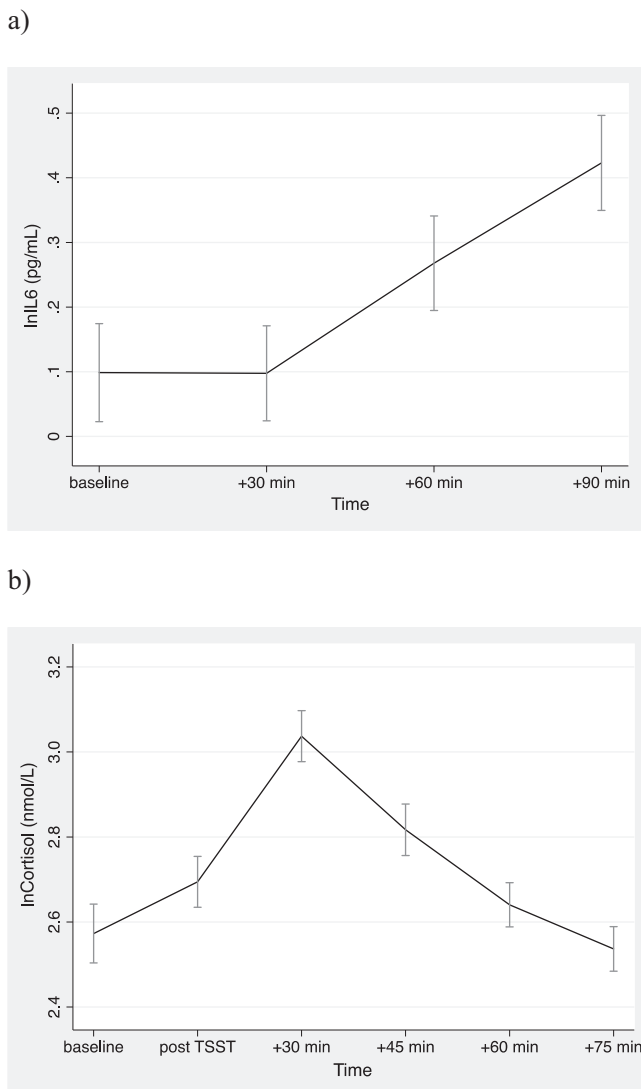 a)
lnIL6 (pg/mL)
.5
.4
.3
.2
.1
0
baseline
+30 min
+60 min
+90 min
Time
b)
lnCortisol (nmol/L)
3.2
3.0
2.8
2.6
2.4
baseline
post TSST
+30 min
+45 min
+60 min
+75 min
Time